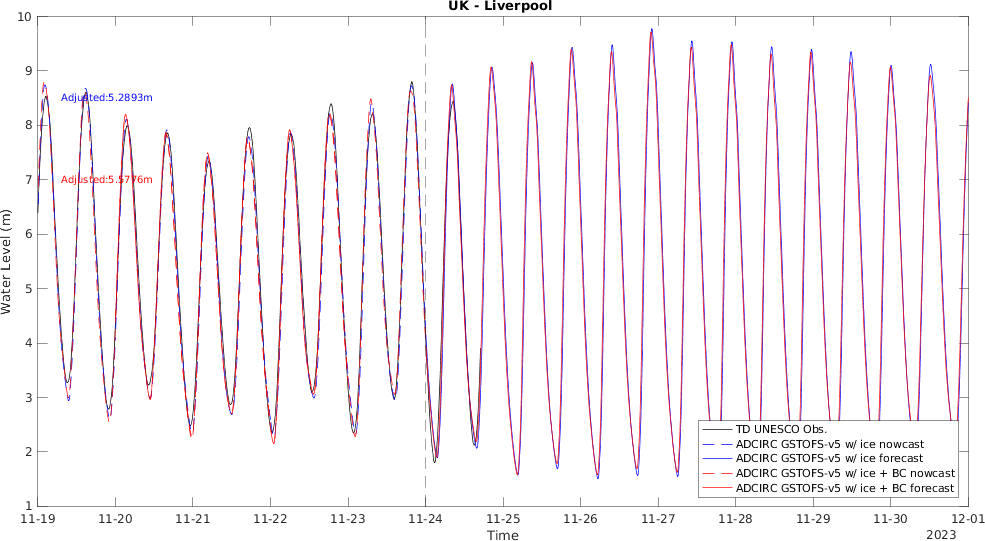 UK - Liverpool
10
9
8
7
6
5
4
3
2
1
Water Level (m)
Adjusted:5.2893m
Adjusted:5.5776m
TD UNESCO Obs.
ADCIRC GSTOFS-v5 w/ ice nowcast
ADCIRC GSTOFS-v5 w/ ice forecast
ADCIRC GSTOFS-v5 w/ ice + BC nowcast
ADCIRC GSTOFS-v5 w/ ice + BC forecast
11-19 11-20 11-21 11-22 11-23 11-24 11-25 11-26 11-27 11-28 11-29 11-30 12-01
Time
2023